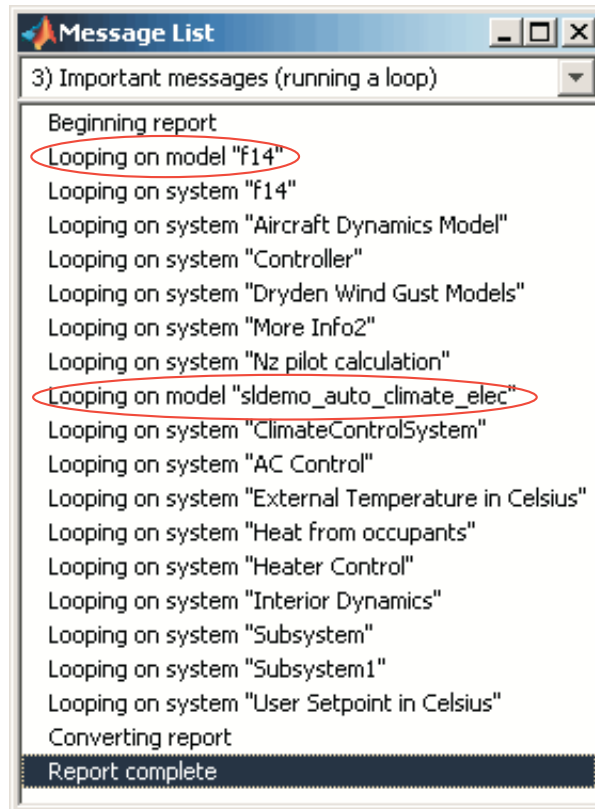 Message List
3) Important messages (running a loop)
Beginning report
Looping on model "f14"
Looping on system "f14"
Looping on system "Aircraft Dynamics Model"
Looping on system "Controller"
Looping on system "Dryden Wind Gust Models"
Looping on system "More Info2"
Looping on system "Nz pilot calculation"
Looping on model "sldemo_auto_climate_elec"
Looping on system "ClimateControlSystem"
Looping on system "AC Control"
Looping on system "External Temperature in Celsius"
Looping on system "Heat from occupants"
Looping on system "Heater Control"
Looping on system "Interior Dynamics"
Looping on system "Subsystem"
Looping on system "Subsystem1"
Looping on system "User Setpoint in Celsius"
Converting report
Report complete